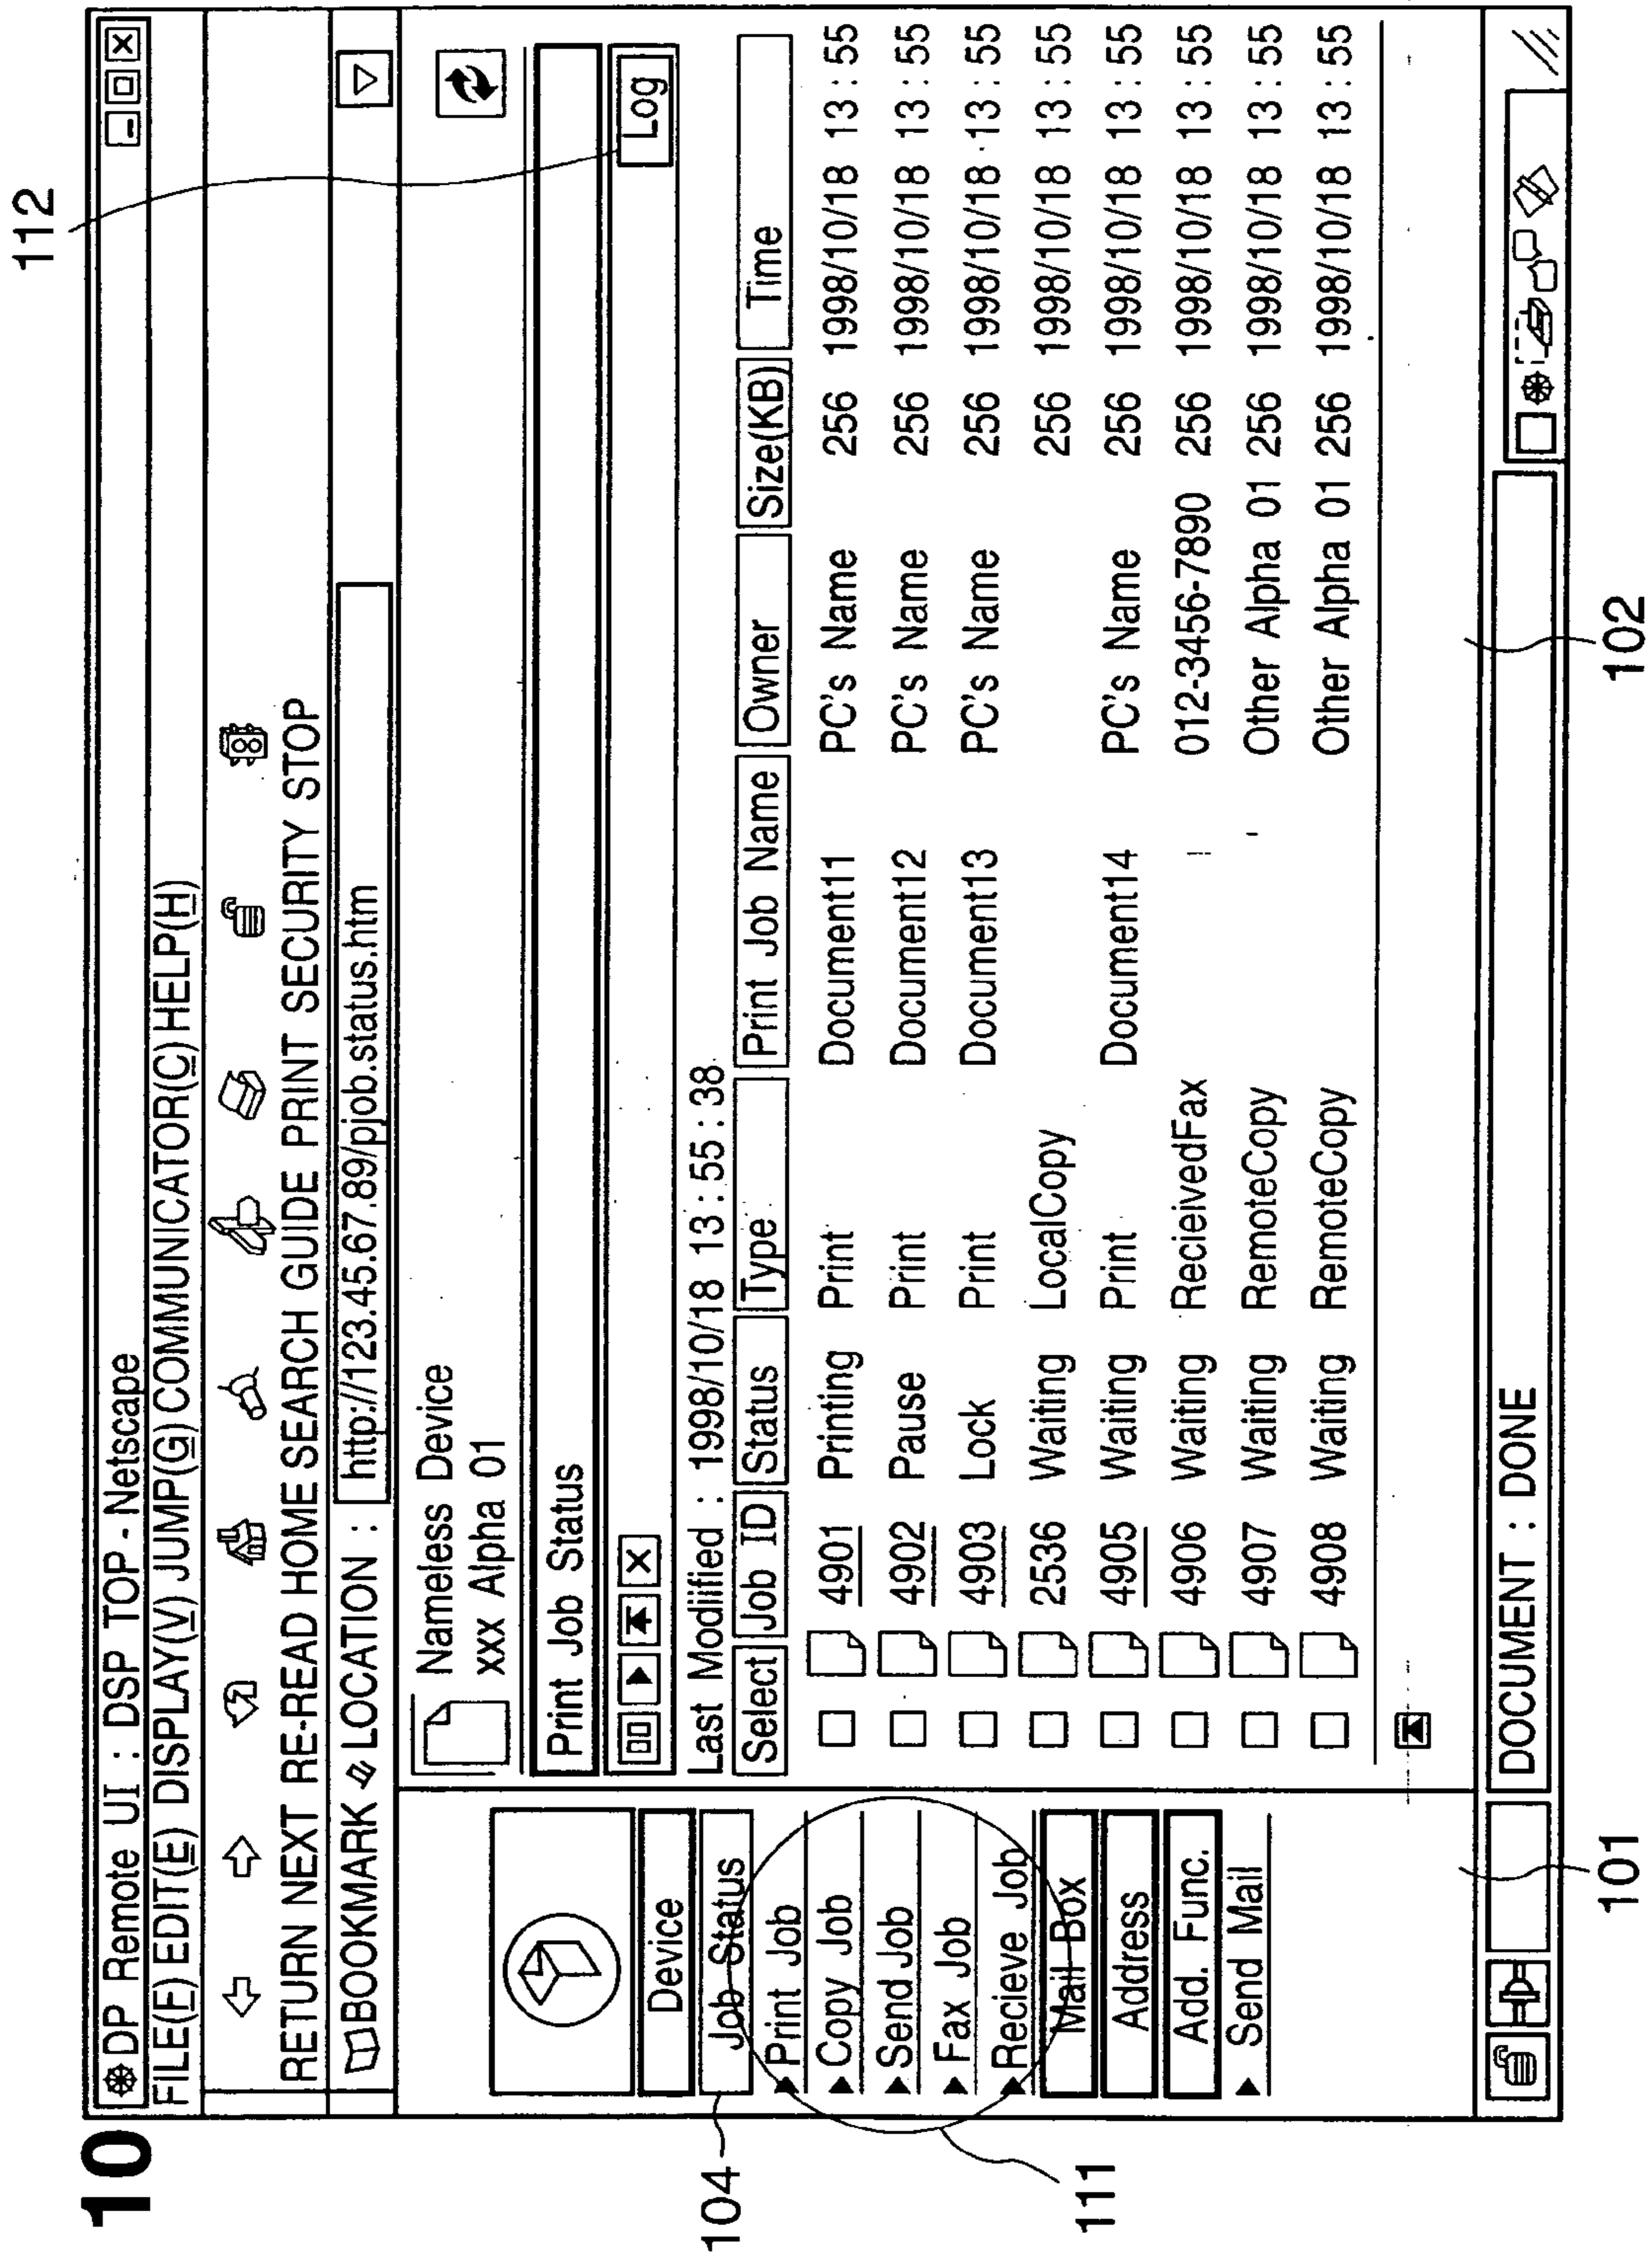 10
112
DP Remote UI : DSP TOP - Netscape
FILE(F) EDIT(E) DISPLAY(V) JUMP(G) COMMUNICATOR(C) HELP(H)
RETURN NEXT RE-READ HOME SEARCH GUIDE PRINT SECURITY STOP
BOOKMARK LOCATION : http://123.45.67.89/pjob.status.htm
Nameless Device
xxx Alpha 01
Device
104
Job Status
Print Job
Copy Job
Send Job
Fax Job
Recieve Job
111
Mail Box
Address
Add. Func.
Send Mail
Print Job Status
Log
Last Modiified : 1998/10/18 13:55:38
Select Job ID Status Type Print Job Name Owner Size(KB) Time
4901 Printing Print Document11 PC's Name 256 1998/10/18 13:55
4902 Pause Print Document12 PC's Name 256 1998/10/18 13:55
4903 Lock Print Document13 PC's Name 256 1998/10/18 13:55
2536 Waiting LocalCopy 256 1998/10/18 13:55
4905 Waiting Print Document14 PC's Name 256 1998/10/18 13:55
4906 Waiting RecieivedFax 012-3456-7890 256 1998/10/18 13:55
4907 Waiting RemoteCopy Other Alpha 01 256 1998/10/18 13:55
4908 Waiting RemoteCopy Other Alpha 01 256 1998/10/18 13:55
DOCUMENT : DONE
101
102